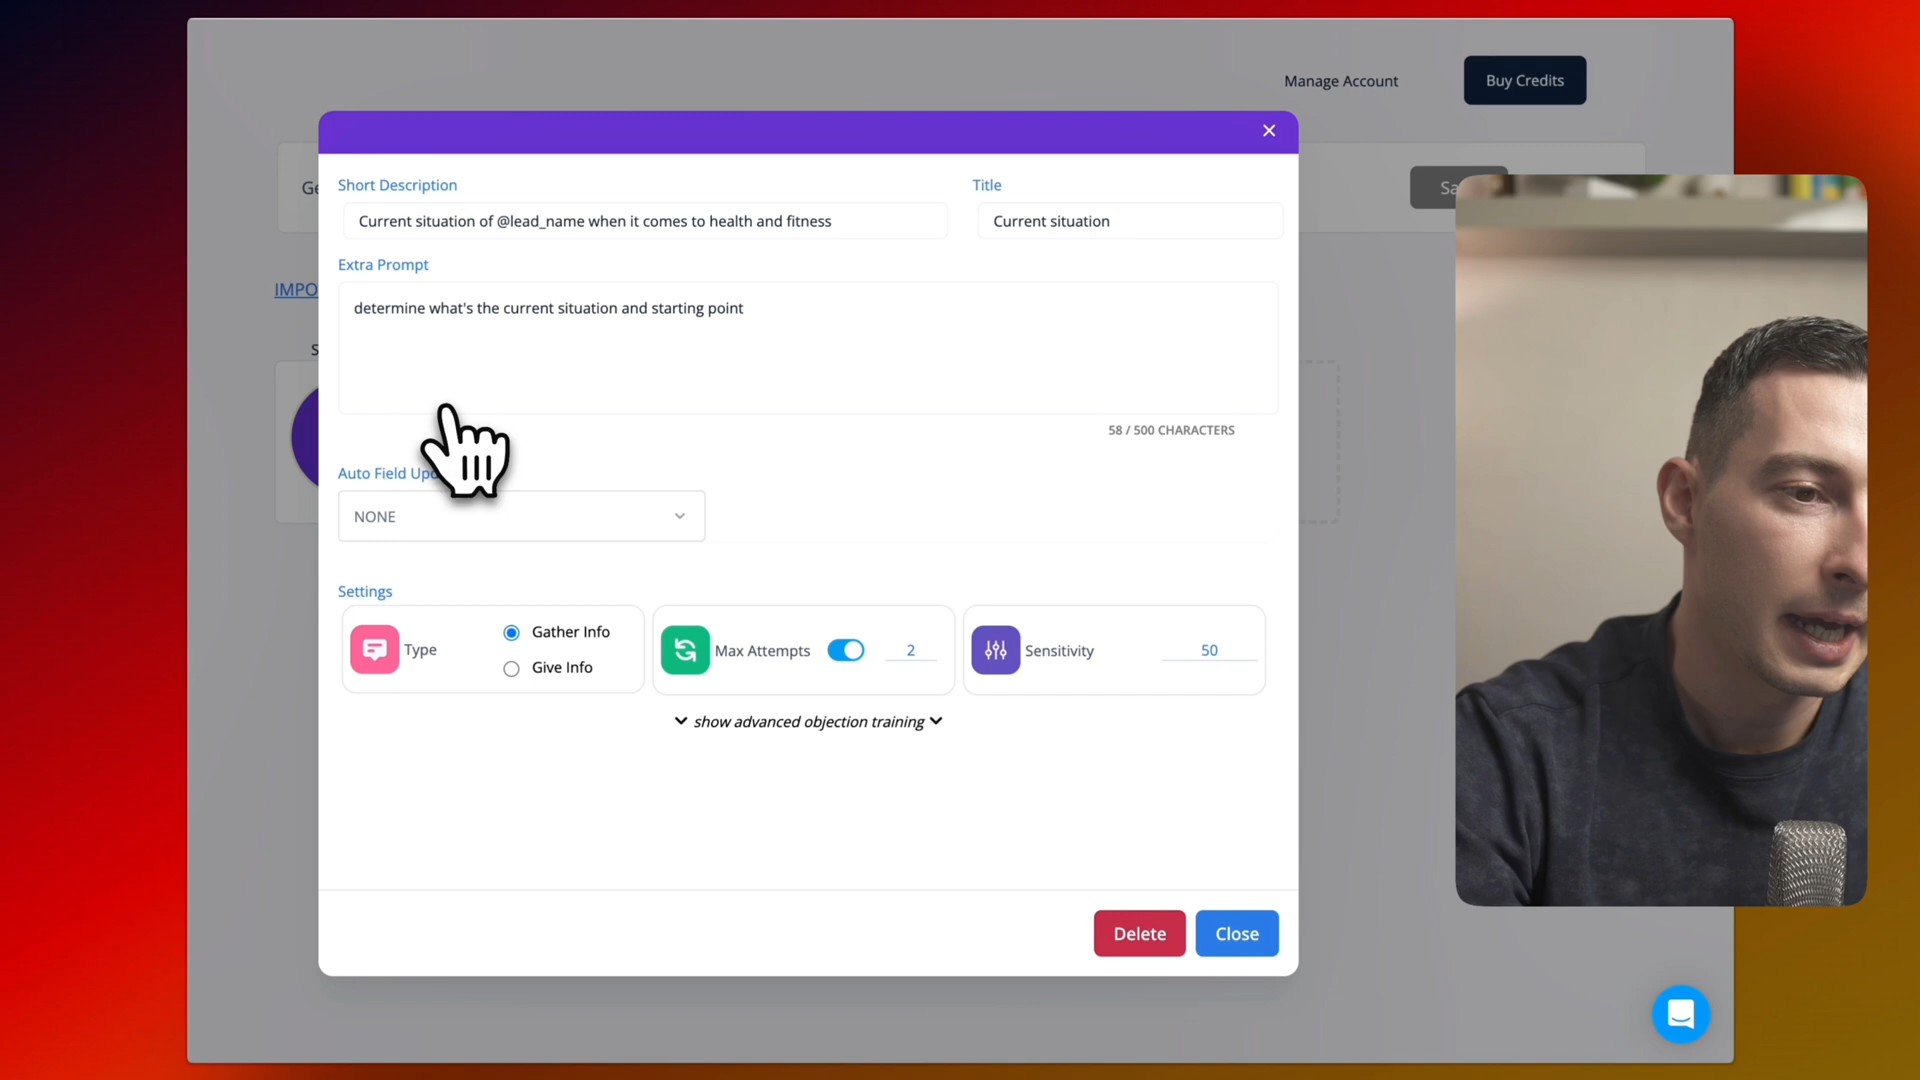 Manage Account
Buy Credits
Short Description
Title
Current situation of @lead_name when it comes to health and fitness
Current situation
Extra Prompt
determine what's the current situation and starting point
58 / 500 CHARACTERS
NONE
Auto Field
Settings
Type
Gather Info
Give Info
Max Attempts
2
Sensitivity
50
show advanced objection training
Delete
Close